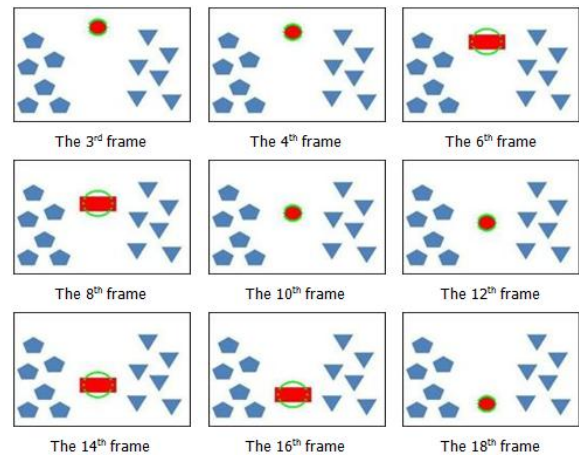 The 3rd frame
The 4th frame
The 6th frame
The 8th frame
The 10th frame
The 12th frame
The 14th frame
The 16th frame
The 18th frame